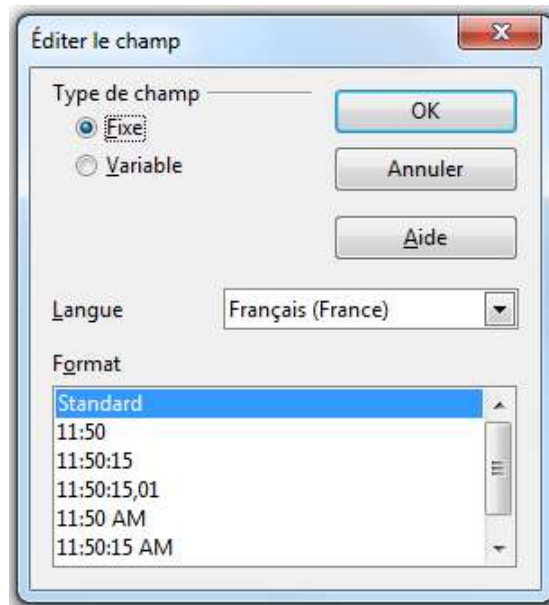 Éditer le champ
Type de champ
Fixe
Variable
OK
Annuler
Aide
Langue
Français (France)
Format
Standard
11:50
11:50:15
11:50:15,01
11:50 AM
11:50:15 AM